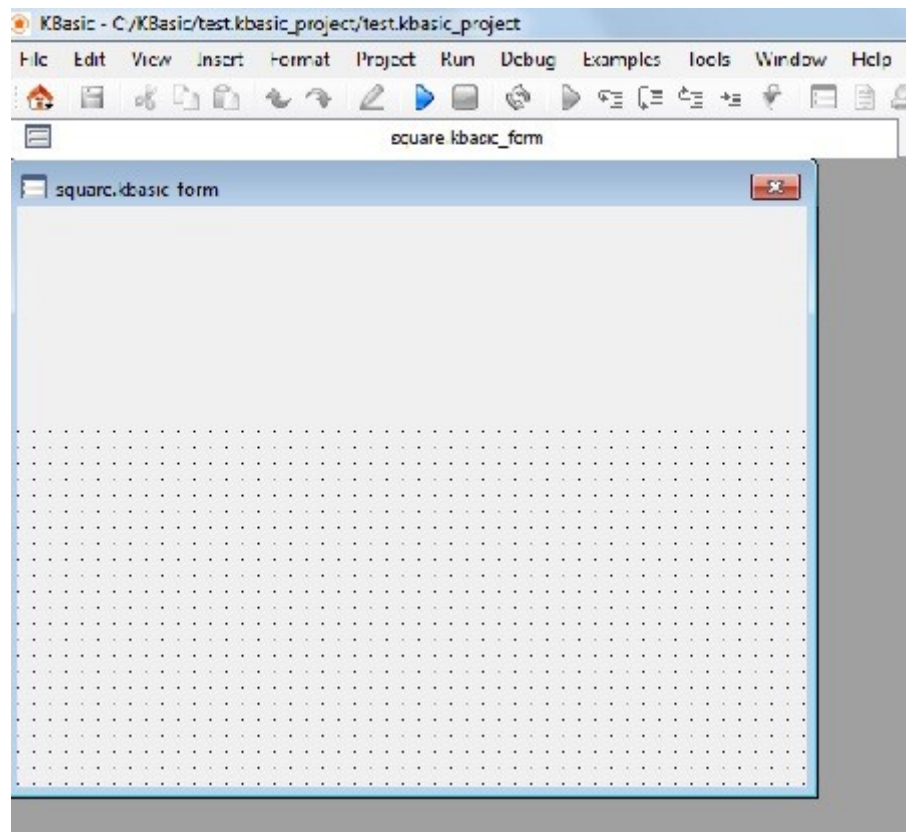 KBasic - C:/KBasic/test.kbasic_project/test.kbasic_project
File Edit View Insert Format Project Run Debug Examples Tools Window Help
square.kbasic_form
square.kbasic_form